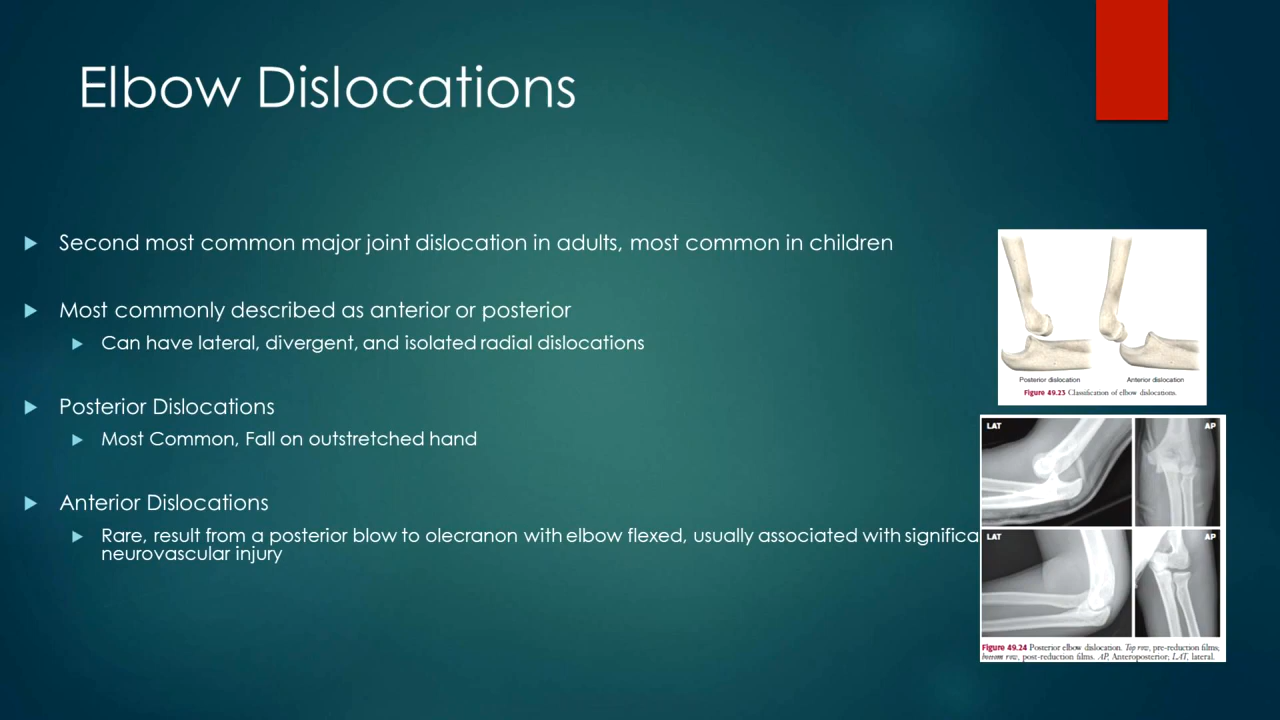 Elbow Dislocations
Second most common major joint dislocation in adults, most common in children
Most commonly described as anterior or posterior
Can have lateral, divergent, and isolated radial dislocations
Posterior Dislocations
Most Common, Fall on outstretched hand
Anterior Dislocations
Rare, result from a posterior blow to olecranon with elbow flexed, usually associated with significa
neurovascular injury
Posterior dislocation
Anterior dislocation
Figure 49.23 Classification of elbow dislocations.
LAT
AP
LAT
AP
Figure 49.24 Posterior elbow dislocation. Top row, pre-reduction films;
bottom row, post-reduction films. AP, Anteroposterior; LAT, lateral.